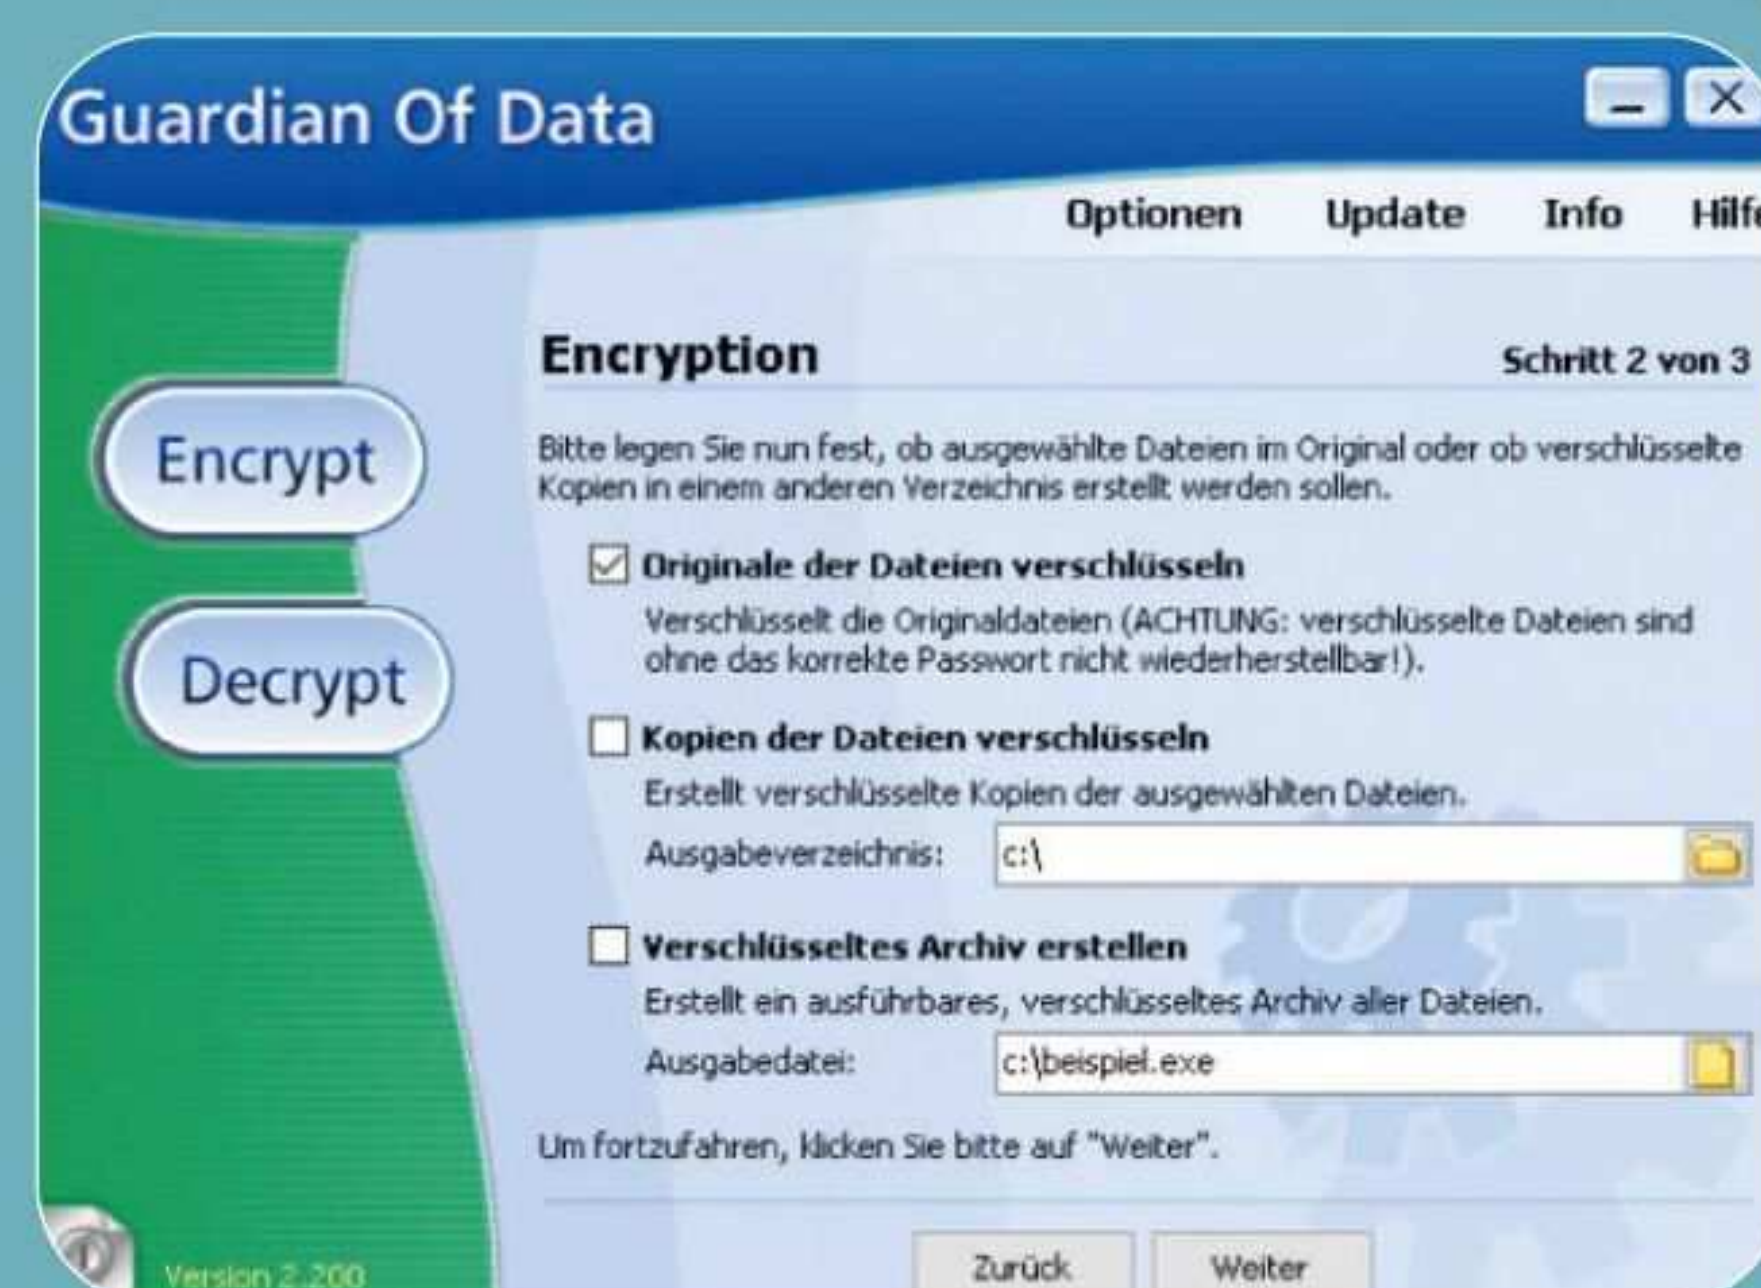 Guardian Of Data
Optionen Update Info Hilfe
Encryption Schritt 2 von 3
Encrypt
Decrypt
Bitte legen Sie nun fest, ob ausgewählte Dateien im Original oder ob verschlüsselte
Kopien in einem anderen Verzeichnis erstellt werden sollen.
Originale der Dateien verschlüsseln
Verschlüsselt die Originaldateien (ACHTUNG: verschlüsselte Dateien sind
ohne das korrekte Passwort nicht wiederherstellbar!).
Kopien der Dateien verschlüsseln
Erstellt verschlüsselte Kopien der ausgewählten Dateien.
Ausgabeverzeichnis: c:\
Verschlüsseltes Archiv erstellen
Erstellt ein ausführbares, verschlüsseltes Archiv aller Dateien.
Ausgabedatei: c:\beispiel.exe
Um fortzufahren, klicken Sie bitte auf "Weiter".
Zurück Weiter
Version 2.200